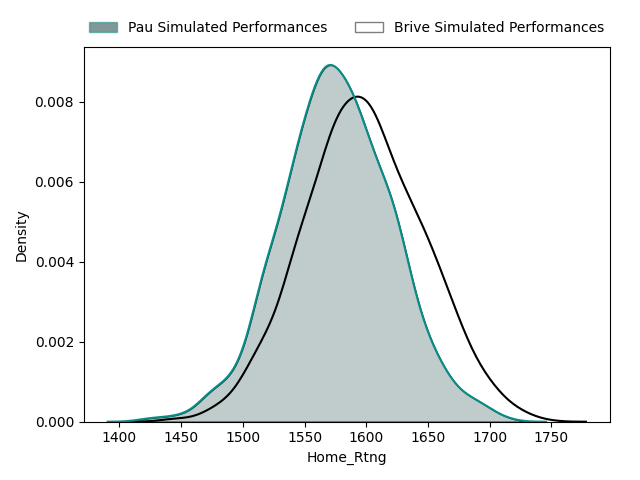 Pau Simulated Performances Brive Simulated Performances
0.008
0.006
0.004
0.002
0.000
Density
1400 1450 1500 1550 1600 1650 1700 1750
Home_Rtng